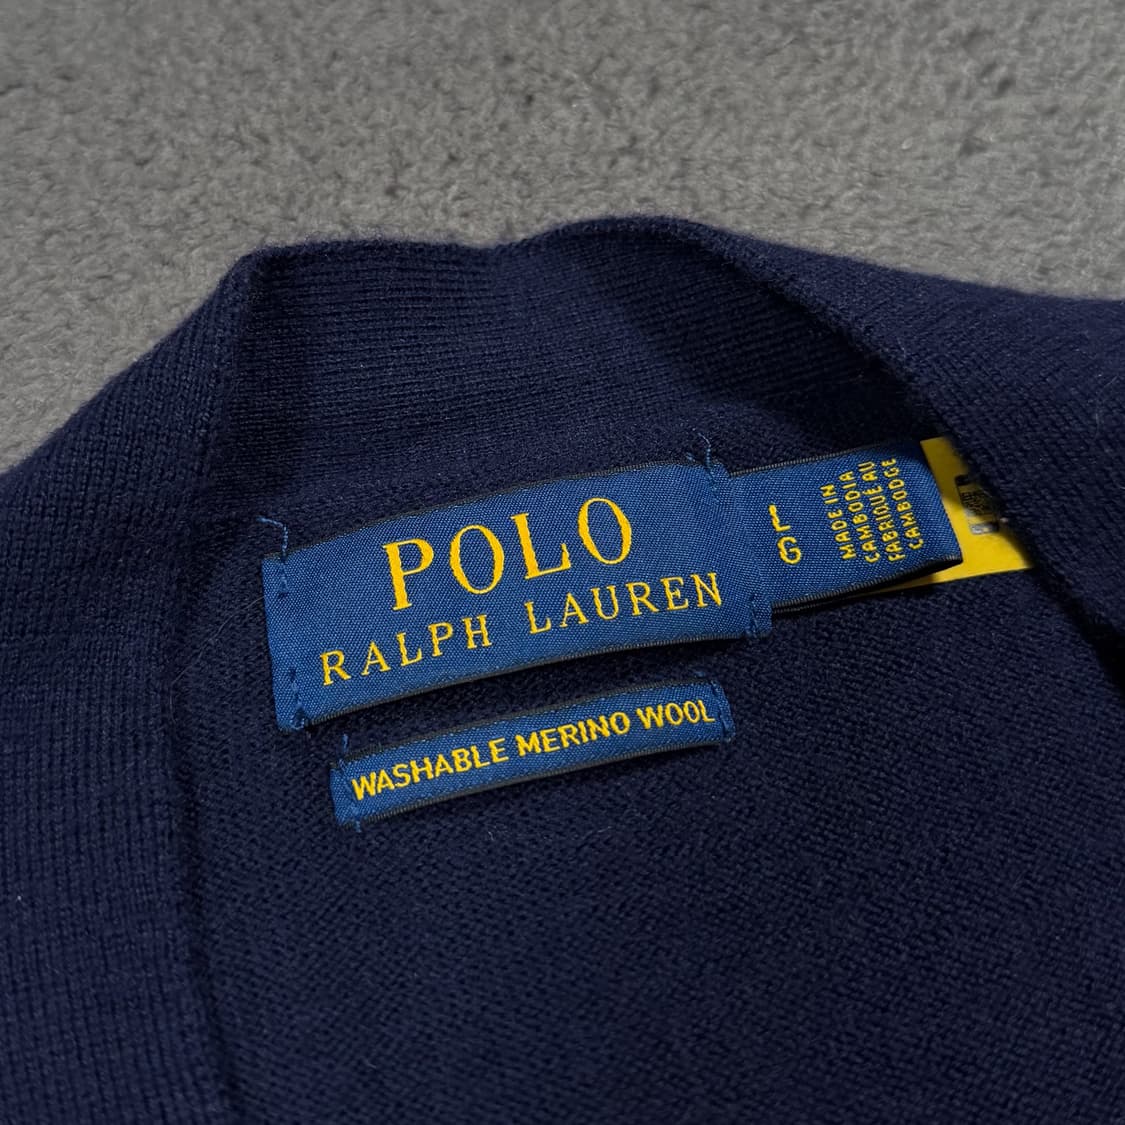 POLO
RALPH LAUREN
L
G
MADE IN
CAMBODIA
FABRIQUÉ AU
CAMBODGE
WASHABLE MERINO WOOL